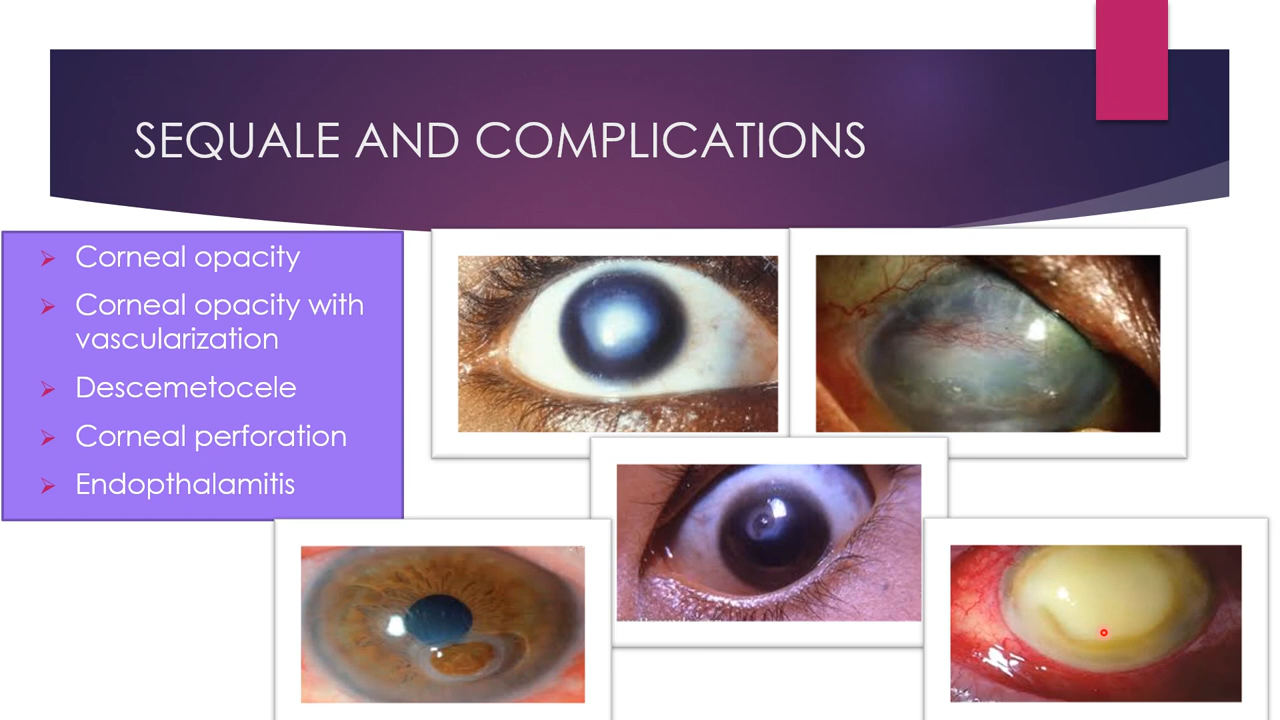 SEQUALE AND COMPLICATIONS
Corneal opacity
Corneal opacity with
vascularization
Descemetocele
Corneal perforation
Endopthalamitis